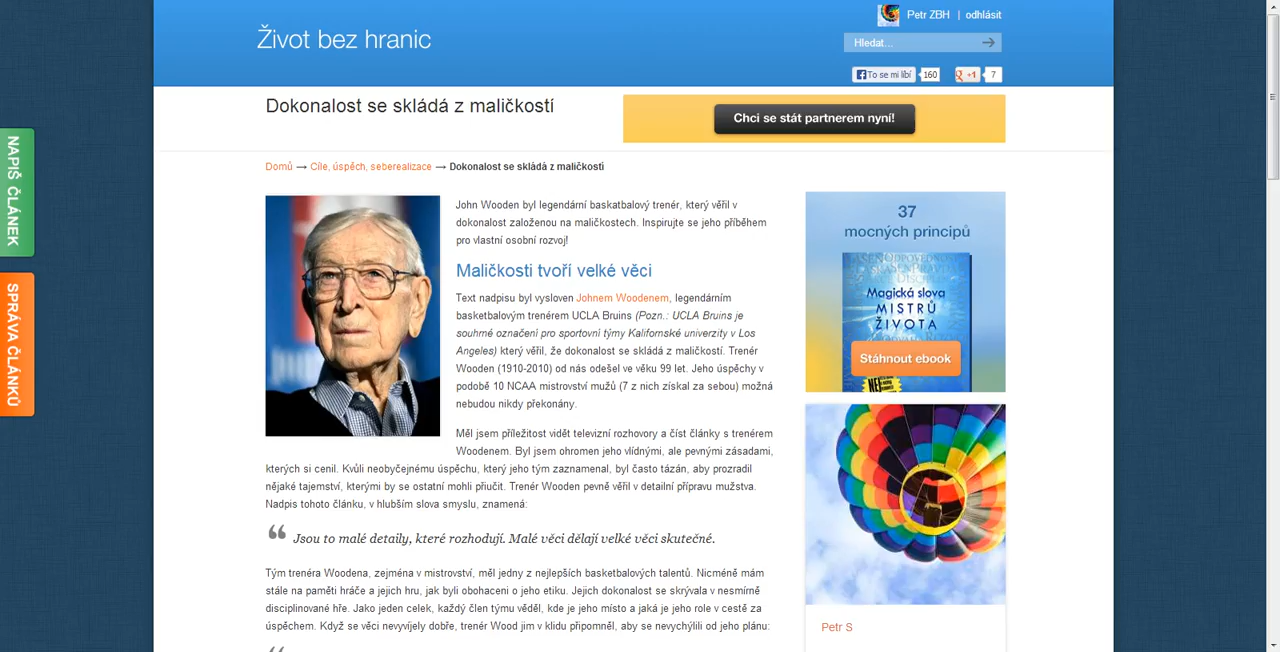 Petr ZBH | odhlásit
Život bez hranic
Hledat...
To se mi líbí 160 +1 7
Dokonalost se skládá z maličkostí
Chci se stát partnerem nyní!
Domů → Cíle, úspěch, seberealizace → Dokonalost se skládá z maličkostí
NAPIŠ ČLÁNEK
SPRÁVA ČLÁNKŮ
John Wooden byl legendární baskatbalový trenér, který věřil v
dokonalost založenou na maličkostech. Inspirujte se jeho příběhem
pro vlastní osobní rozvoj!
Maličkosti tvoří velké věci
Text nadpisu byl vysloven Johnem Woodenem, legendárním
basketbalovým trenérem UCLA Bruins (Pozn.: UCLA Bruins je
souhrné označení pro sportovní týmy Kalifornské univerzity v Los
Angeles) který věřil, že dokonalost se skládá z maličkostí. Trenér
Wooden (1910-2010) od nás odešel ve věku 99 let. Jeho úspěchy v
podobě 10 NCAA mistrovství mužů (7 z nich získal za sebou) možná
nebudou nikdy překonány.
Měl jsem příležitost vidět televizní rozhovory a číst články s trenérem
Woodenem. Byl jsem ohromen jeho vlídnými, ale pevnými zásadami,
kterých si cenil. Kvůli neobyčejnému úspěchu, který jeho tým zaznamenal, byl často tázán, aby prozradil
nějaké tajemství, kterými by se ostatní mohli přiučit. Trenér Wooden pevně věřil v detailní přípravu mužstva.
Nadpis tohoto článku, v hlubším slova smyslu, znamená:
“ Jsou to malé detaily, které rozhodují. Malé věci dělají velké věci skutečné.
Tým trenéra Woodena, zejména v mistrovství, měl jedny z nejlepších basketbalových talentů. Nicméně mám
stále na paměti hráče a jejich hru, jak byli obohaceni o jeho etiku. Jejich dokonalost se skrývala v nesmírně
disciplinované hře. Jako jeden celek, každý člen týmu věděl, kde je jeho místo a jaká je jeho role v cestě za
úspěchem. Když se věci nevyvíjely dobře, trenér Wood jim v klidu připomněl, aby se nevychýlili od jeho plánu:
37
mocných principů
Magická slova
MISTRŮ
ŽIVOTA
Stáhnout ebook
Petr S